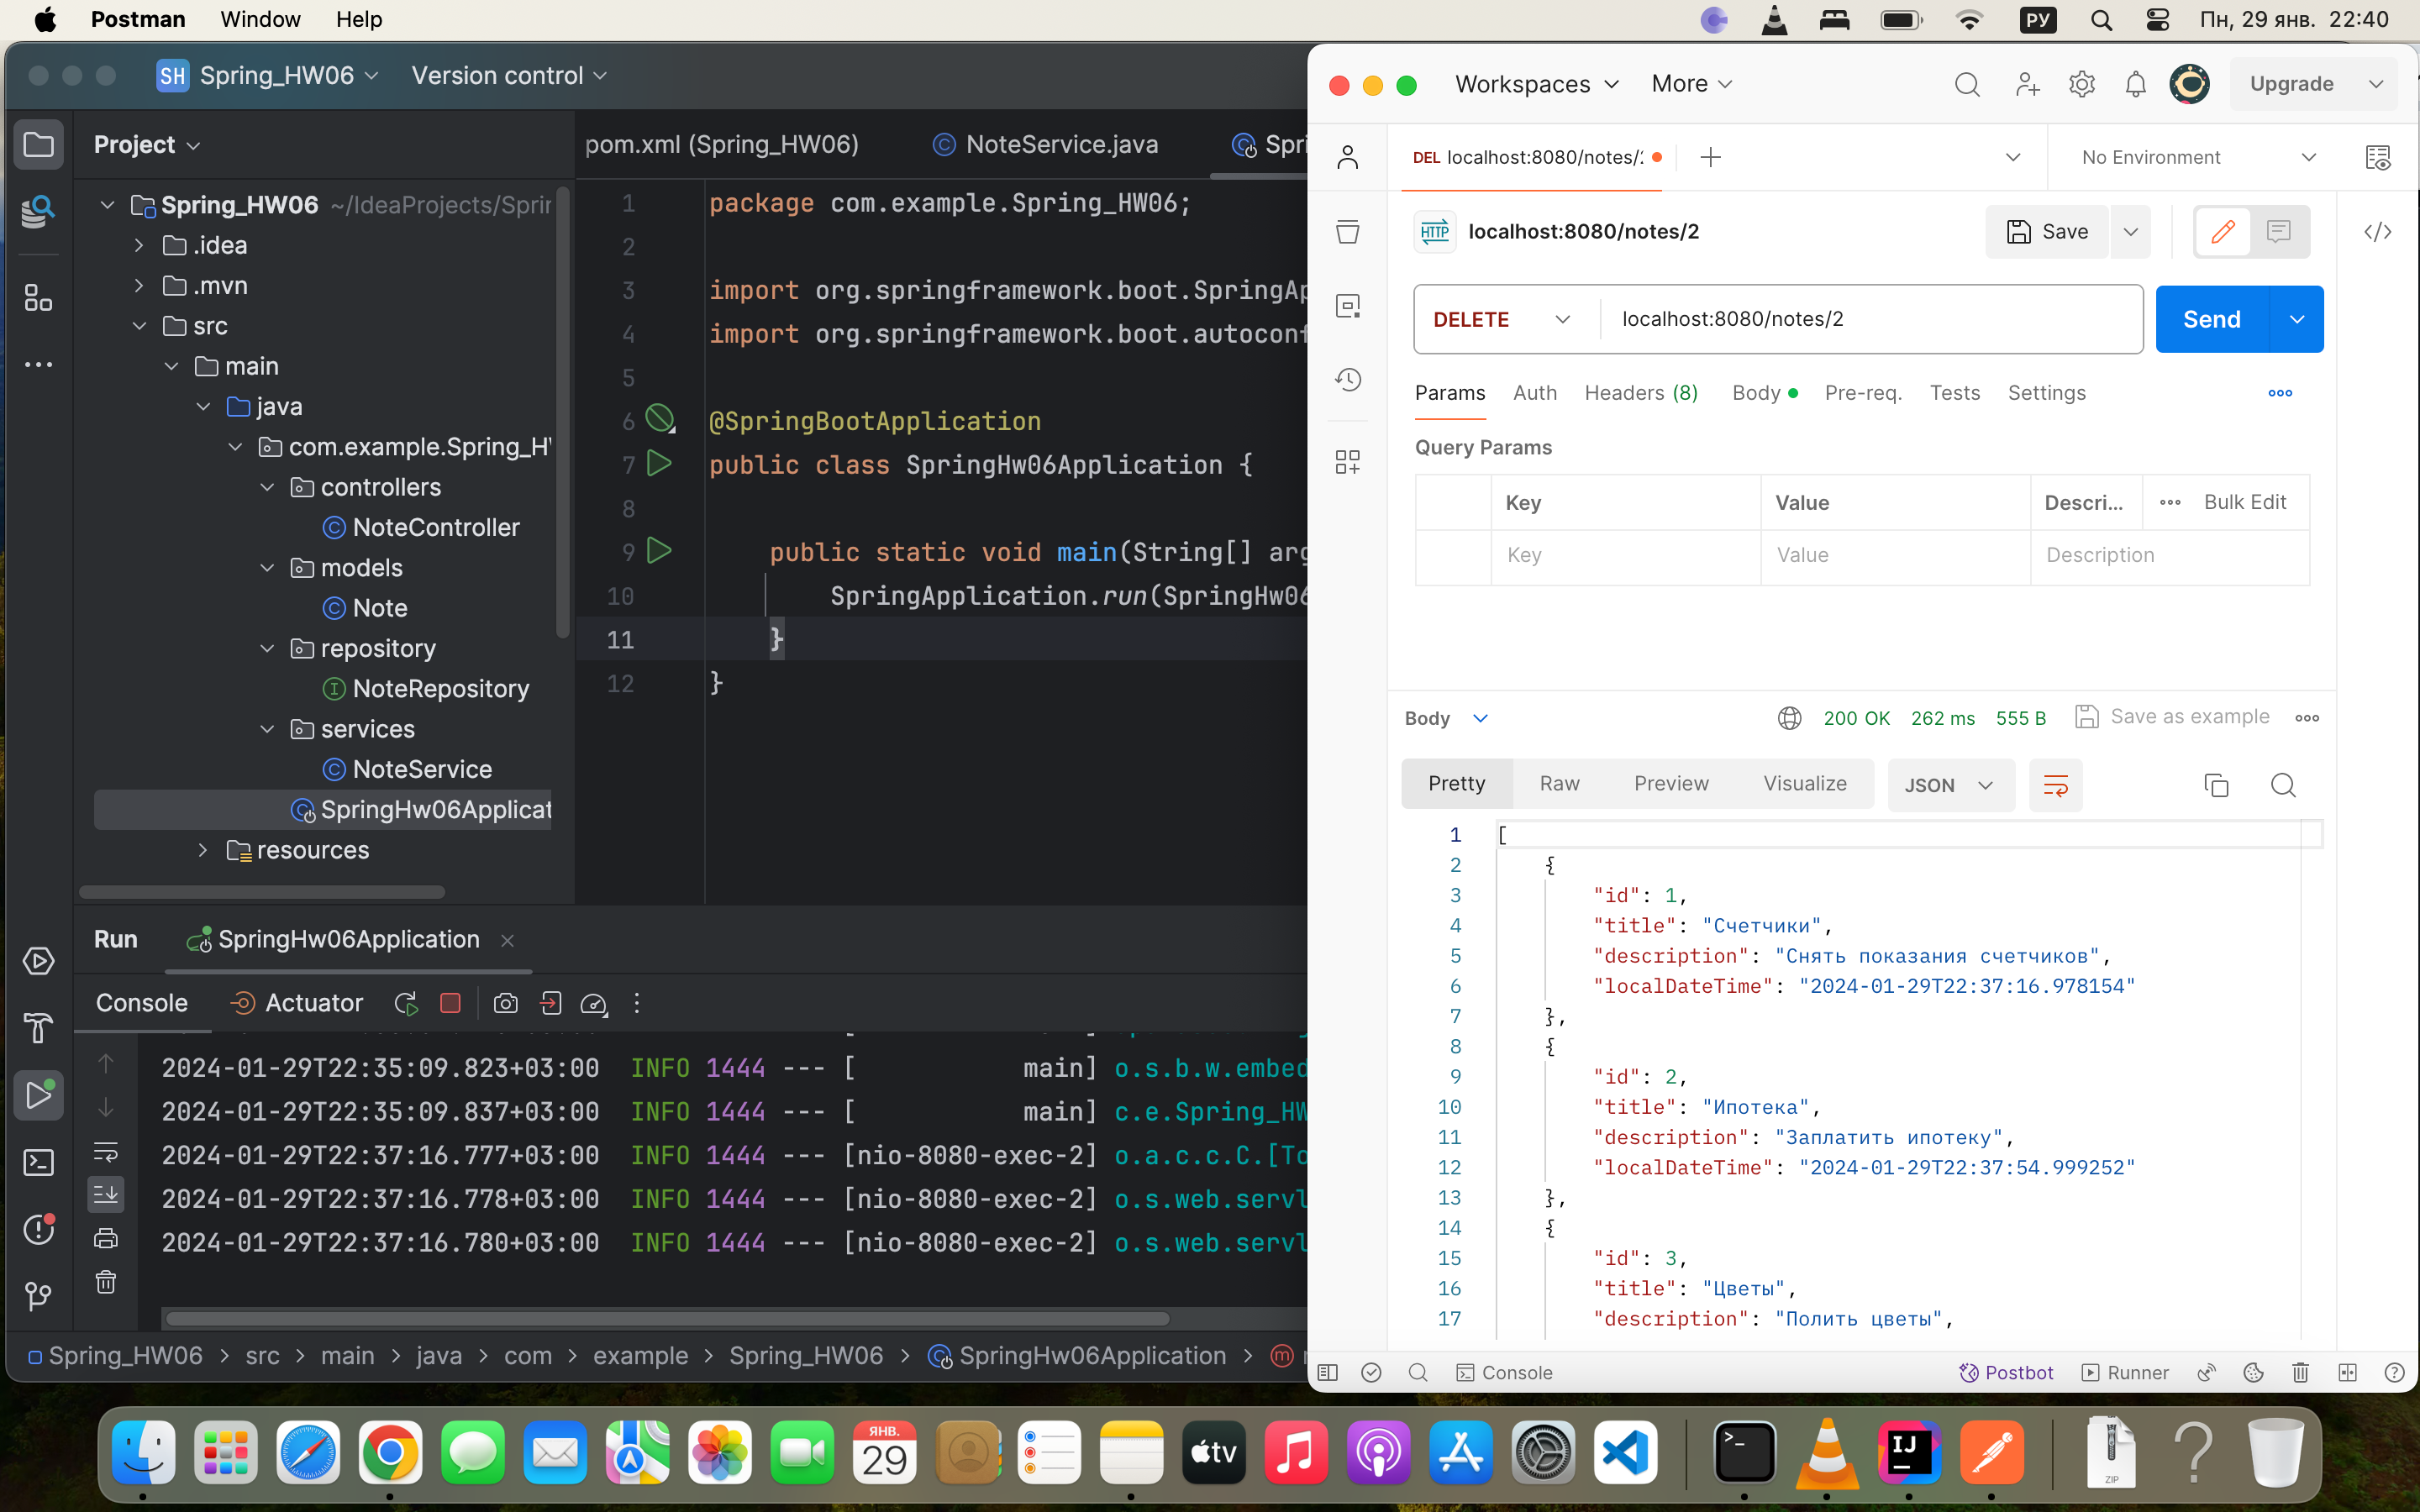 Postman Window Help
РУ Пн, 29 янв. 22:40
SH Spring_HW06 Version control
Project
Spring_HW06 ~/IdeaProjects/Sprin
.idea
.mvn
src
main
java
com.example.Spring_H
controllers
NoteController
models
Note
repository
NoteRepository
services
NoteService
SpringHw06Applicat
resources
pom.xml (Spring_HW06) NoteService.java Spri
1 package com.example.Spring_HW06;
2
3 import org.springframework.boot.SpringAp
4 import org.springframework.boot.autoconf
5
6 @SpringBootApplication
7 public class SpringHw06Application {
8
9 public static void main(String[] arg
10 SpringApplication.run(SpringHw06
11 }
12 }
Run SpringHw06Application
Console Actuator
2024-01-29T22:35:09.823+03:00 INFO 1444 --- [ main] o.s.b.w.embed
2024-01-29T22:35:09.837+03:00 INFO 1444 --- [ main] c.e.Spring_HW
2024-01-29T22:37:16.777+03:00 INFO 1444 --- [nio-8080-exec-2] o.a.c.c.C.[To
2024-01-29T22:37:16.778+03:00 INFO 1444 --- [nio-8080-exec-2] o.s.web.servl
2024-01-29T22:37:16.780+03:00 INFO 1444 --- [nio-8080-exec-2] o.s.web.servl
Spring_HW06 > src > main > java > com > example > Spring_HW06 > SpringHw06Application > m
Workspaces More Upgrade
DEL localhost:8080/notes/2 No Environment
HTTP localhost:8080/notes/2 Save
DELETE localhost:8080/notes/2 Send
Params Auth Headers (8) Body Pre-req. Tests Settings
Query Params
Key Value Descri... Bulk Edit
Key Value Description
Body 200 OK 262 ms 555 B Save as example
Pretty Raw Preview Visualize JSON
1 [
2 {
3 "id": 1,
4 "title": "Счетчики",
5 "description": "Снять показания счетчиков",
6 "localDateTime": "2024-01-29T22:37:16.978154"
7 },
8 {
9 "id": 2,
10 "title": "Ипотека",
11 "description": "Заплатить ипотеку",
12 "localDateTime": "2024-01-29T22:37:54.999252"
13 },
14 {
15 "id": 3,
16 "title": "Цветы",
17 "description": "Полить цветы",
Console Postbot Runner
ЯНВ.
29
tv
IJ
ZIP